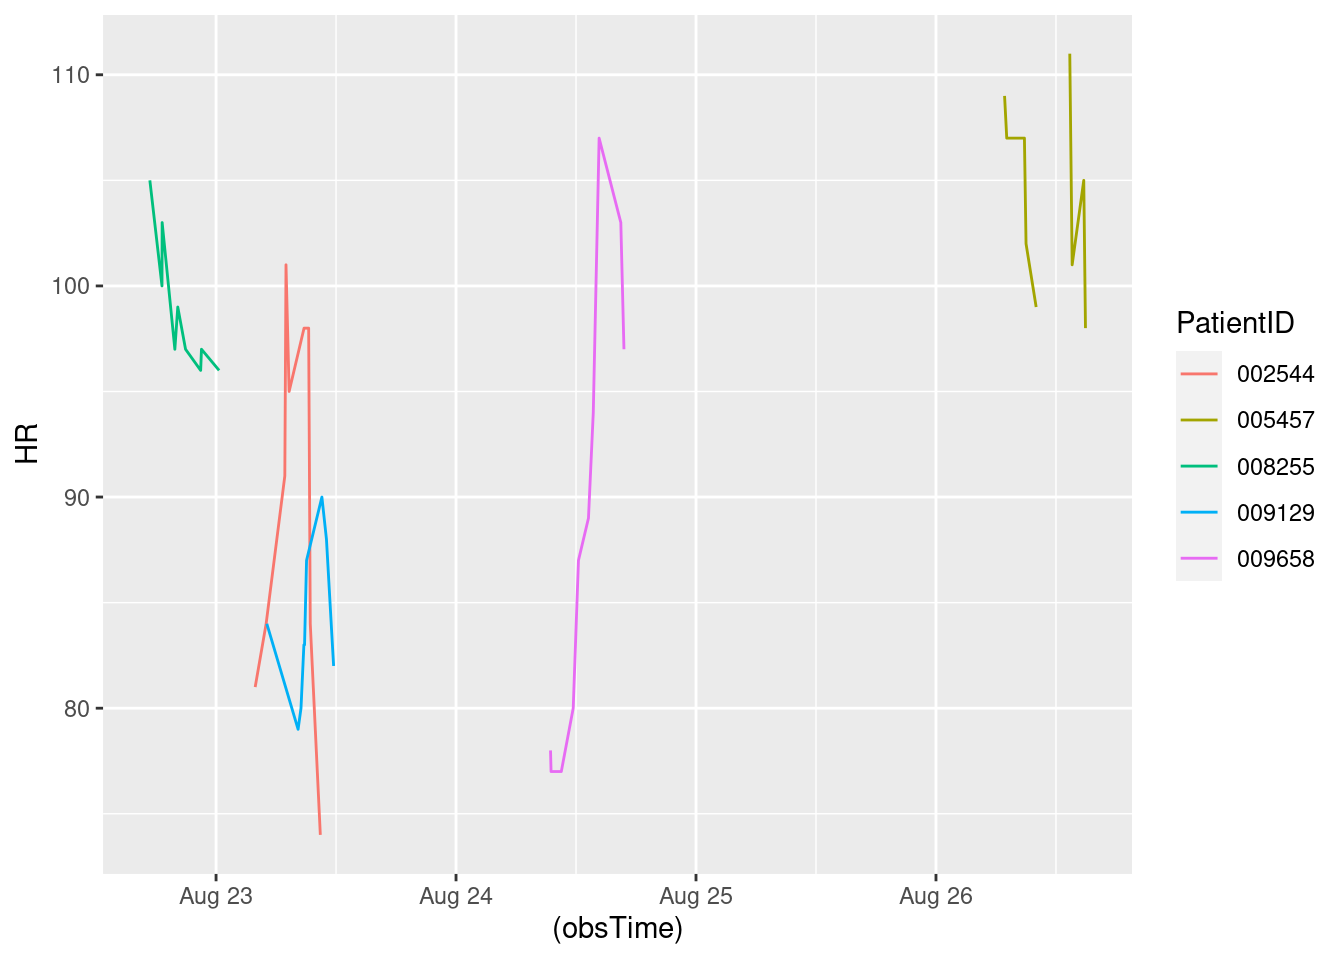 110
100
90
80
HR
Aug 23
Aug 24
Aug 25
Aug 26
(obsTime)
PatientID
002544
005457
008255
009129
009658